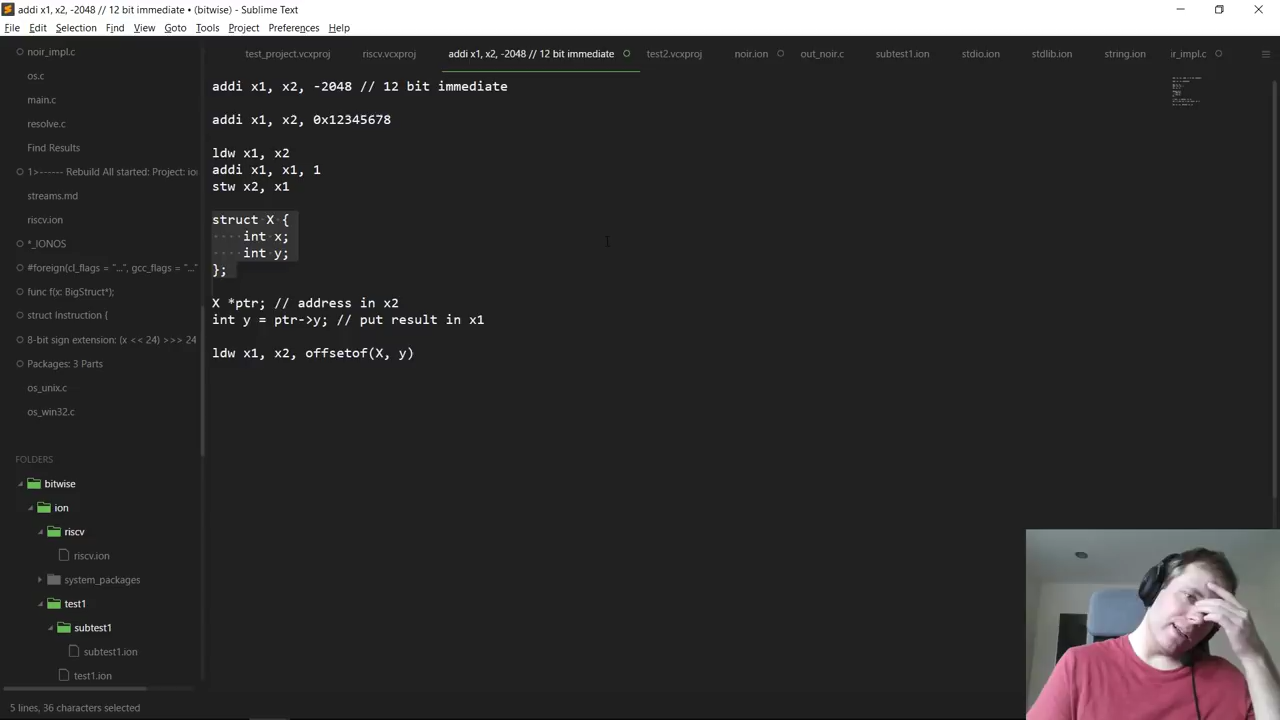 addi x1, x2, -2048 // 12 bit immediate • (bitwise) - Sublime Text
File Edit Selection Find View Goto Tools Project Preferences Help
noir_impl.c
os.c
main.c
resolve.c
Find Results
1>------ Rebuild All started: Project: ion
streams.md
riscv.ion
*_IONOS
#foreign(cl_flags = "...", gcc_flags = "..."
func f(x: BigStruct*);
struct Instruction {
8-bit sign extension: (x << 24) >>> 24
Packages: 3 Parts
os_unix.c
os_win32.c
FOLDERS
bitwise
ion
riscv
riscv.ion
system_packages
test1
subtest1
subtest1.ion
test1.ion
test_project.vcxproj riscv.vcxproj addi x1, x2, -2048 // 12 bit immediate test2.vcxproj noir.ion out_noir.c subtest1.ion stdio.ion stdlib.ion string.ion ir_impl.c
addi x1, x2, -2048 // 12 bit immediate
addi x1, x2, 0x12345678
ldw x1, x2
addi x1, x1, 1
stw x2, x1
struct X {
int x;
int y;
};
X *ptr; // address in x2
int y = ptr->y; // put result in x1
ldw x1, x2, offsetof(X, y)
5 lines, 36 characters selected